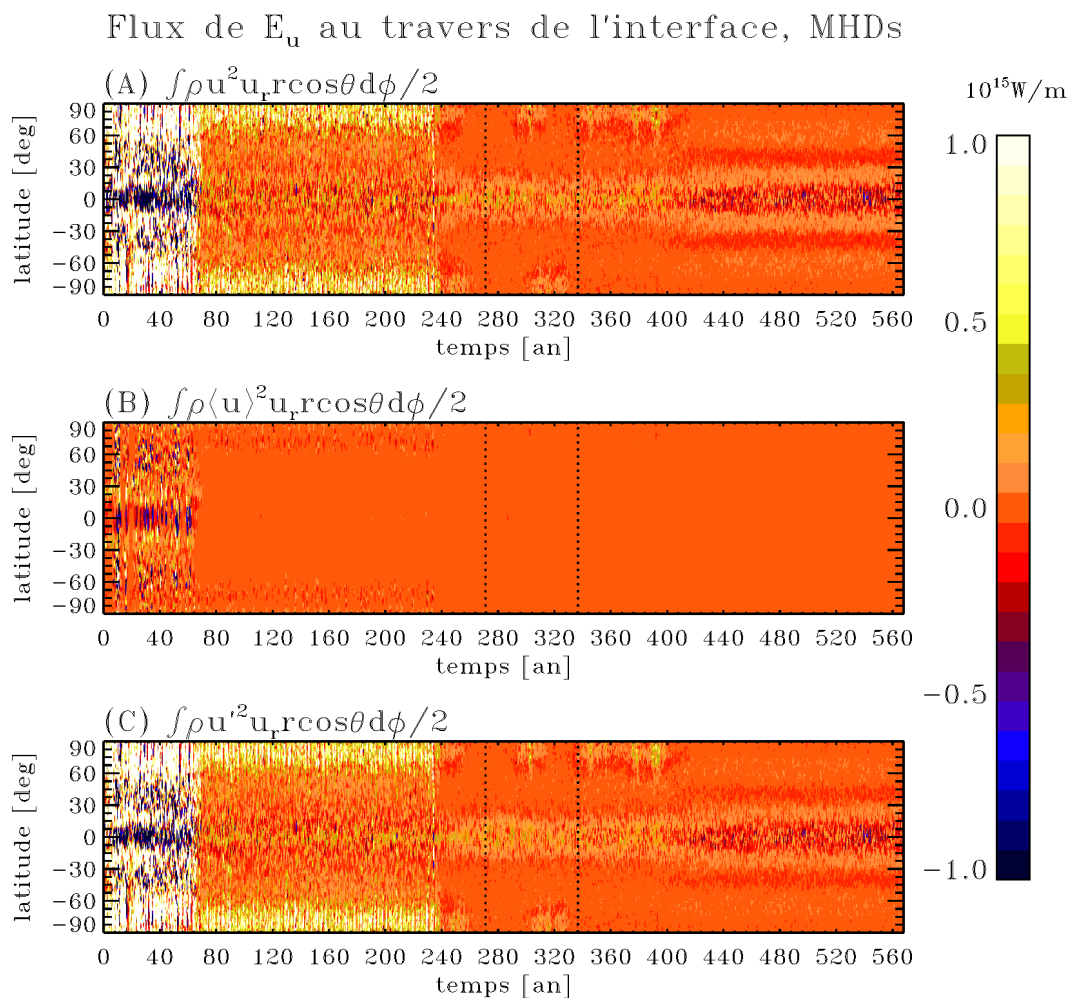 Flux de E_u au travers de l'interface, MHDs
(A) ∫ρu²u_r rcosθdϕ/2
10¹⁵W/m
90
60
30
0
−30
−60
−90
latitude [deg]
0 40 80 120 160 200 240 280 320 360 400 440 480 520 560
temps [an]
(B) ∫ρ⟨u⟩²u_r rcosθdϕ/2
90
60
30
0
−30
−60
−90
latitude [deg]
0 40 80 120 160 200 240 280 320 360 400 440 480 520 560
temps [an]
(C) ∫ρu'²u_r rcosθdϕ/2
90
60
30
0
−30
−60
−90
latitude [deg]
0 40 80 120 160 200 240 280 320 360 400 440 480 520 560
temps [an]
1.0
0.5
0.0
−0.5
−1.0